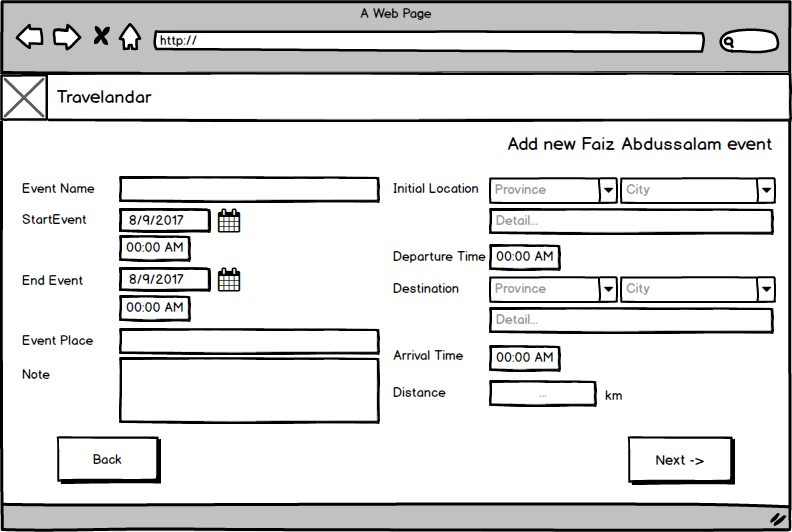 A Web Page
http://
Travelandar
Add new Faiz Abdussalam event
Event Name
StartEvent
8/9/2017
00:00 AM
End Event
8/9/2017
00:00 AM
Event Place
Note
Initial Location
Province
City
Detail...
Departure Time
00:00 AM
Destination
Province
City
Detail...
Arrival Time
00:00 AM
Distance
...
km
Back
Next ->